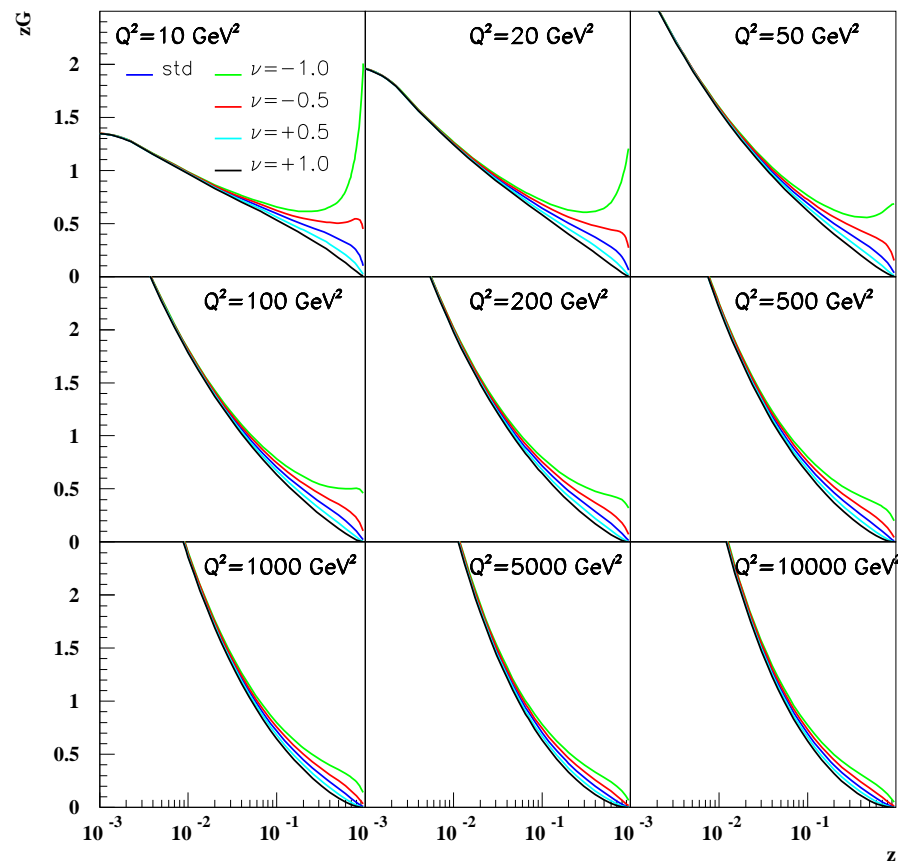 zG
Q²=10 GeV² Q²=20 GeV² Q²=50 GeV²
std ν=−1.0
ν=−0.5
ν=+0.5
ν=+1.0
2
1.5
1
0.5
0
Q²=100 GeV² Q²=200 GeV² Q²=500 GeV²
2
1.5
1
0.5
0
Q²=1000 GeV² Q²=5000 GeV² Q²=10000 GeV²
2
1.5
1
0.5
0
10⁻³ 10⁻² 10⁻¹ 10⁻³ 10⁻² 10⁻¹ 10⁻³ 10⁻² 10⁻¹ 1
z